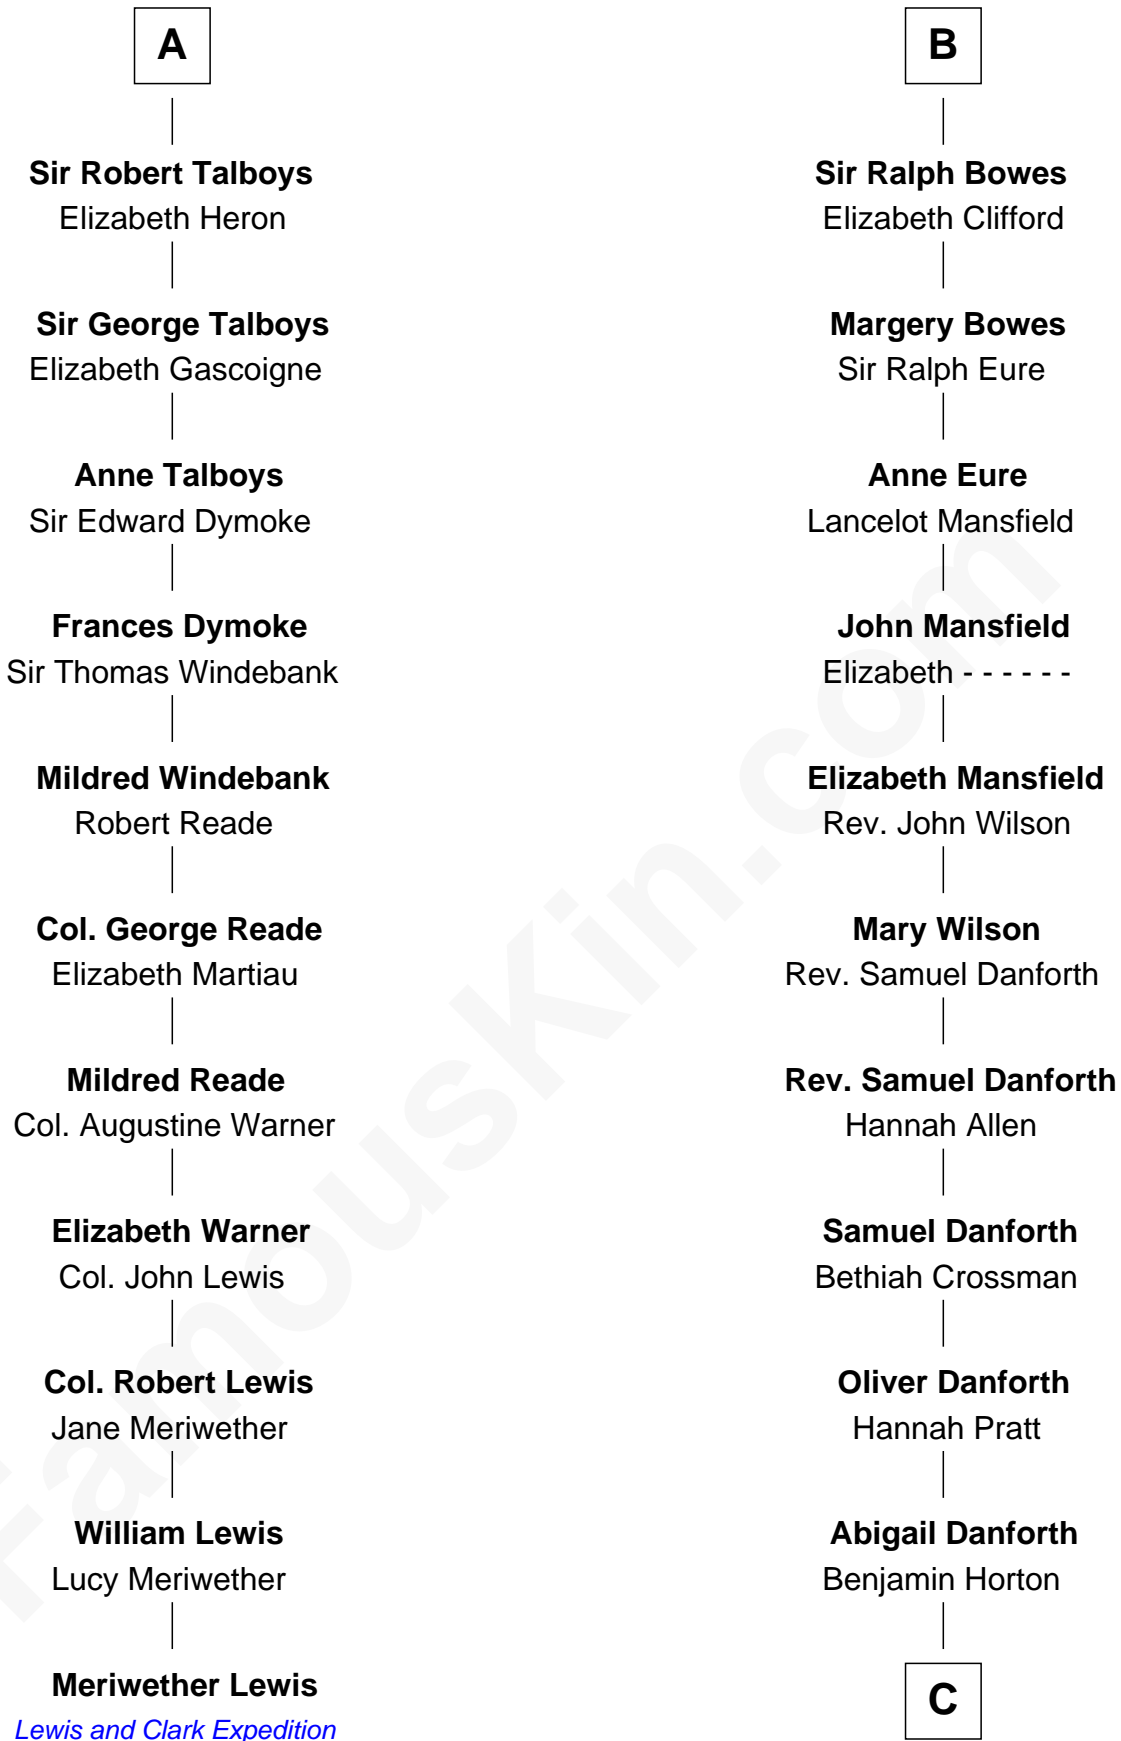 A
Sir Robert Talboys
Elizabeth Heron
Sir George Talboys
Elizabeth Gascoigne
Anne Talboys
Sir Edward Dymoke
Frances Dymoke
Sir Thomas Windebank
Mildred Windebank
Robert Reade
Col. George Reade
Elizabeth Martiau
Mildred Reade
Col. Augustine Warner
Elizabeth Warner
Col. John Lewis
Col. Robert Lewis
Jane Meriwether
William Lewis
Lucy Meriwether
Meriwether Lewis
Lewis and Clark Expedition
B
Sir Ralph Bowes
Elizabeth Clifford
Margery Bowes
Sir Ralph Eure
Anne Eure
Lancelot Mansfield
John Mansfield
Elizabeth - - - - - -
Elizabeth Mansfield
Rev. John Wilson
Mary Wilson
Rev. Samuel Danforth
Rev. Samuel Danforth
Hannah Allen
Samuel Danforth
Bethiah Crossman
Oliver Danforth
Hannah Pratt
Abigail Danforth
Benjamin Horton
C
FamousKin.com